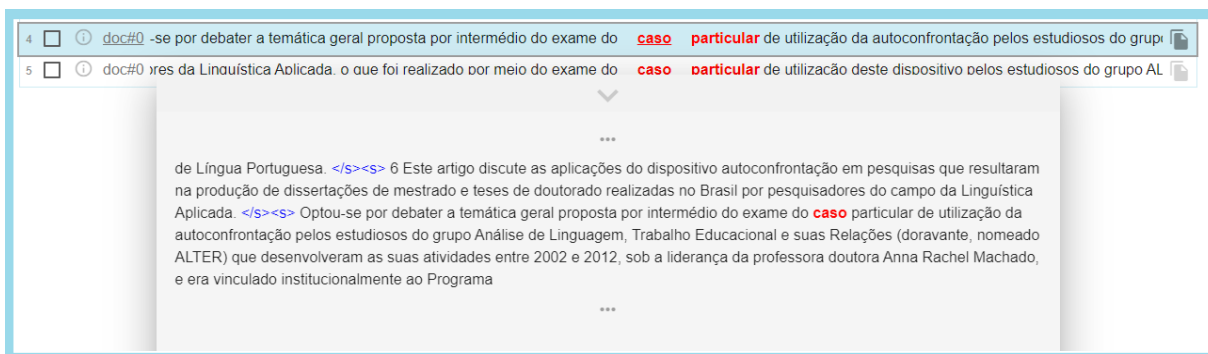 4 doc#0 -se por debater a temática geral proposta por intermédio do exame do caso particular de utilização da autoconfrontação pelos estudiosos do grup
5 doc#0 res da Linguística Aplicada, o que foi realizado por meio do exame do caso particular de utilização deste dispositivo pelos estudiosos do grupo AL
...
de Língua Portuguesa. </s><s> 6 Este artigo discute as aplicações do dispositivo autoconfrontação em pesquisas que resultaram
na produção de dissertações de mestrado e teses de doutorado realizadas no Brasil por pesquisadores do campo da Linguística
Aplicada. </s><s> Optou-se por debater a temática geral proposta por intermédio do exame do caso particular de utilização da
autoconfrontação pelos estudiosos do grupo Análise de Linguagem, Trabalho Educacional e suas Relações (doravante, nomeado
ALTER) que desenvolveram as suas atividades entre 2002 e 2012, sob a liderança da professora doutora Anna Rachel Machado,
e era vinculado institucionalmente ao Programa
...